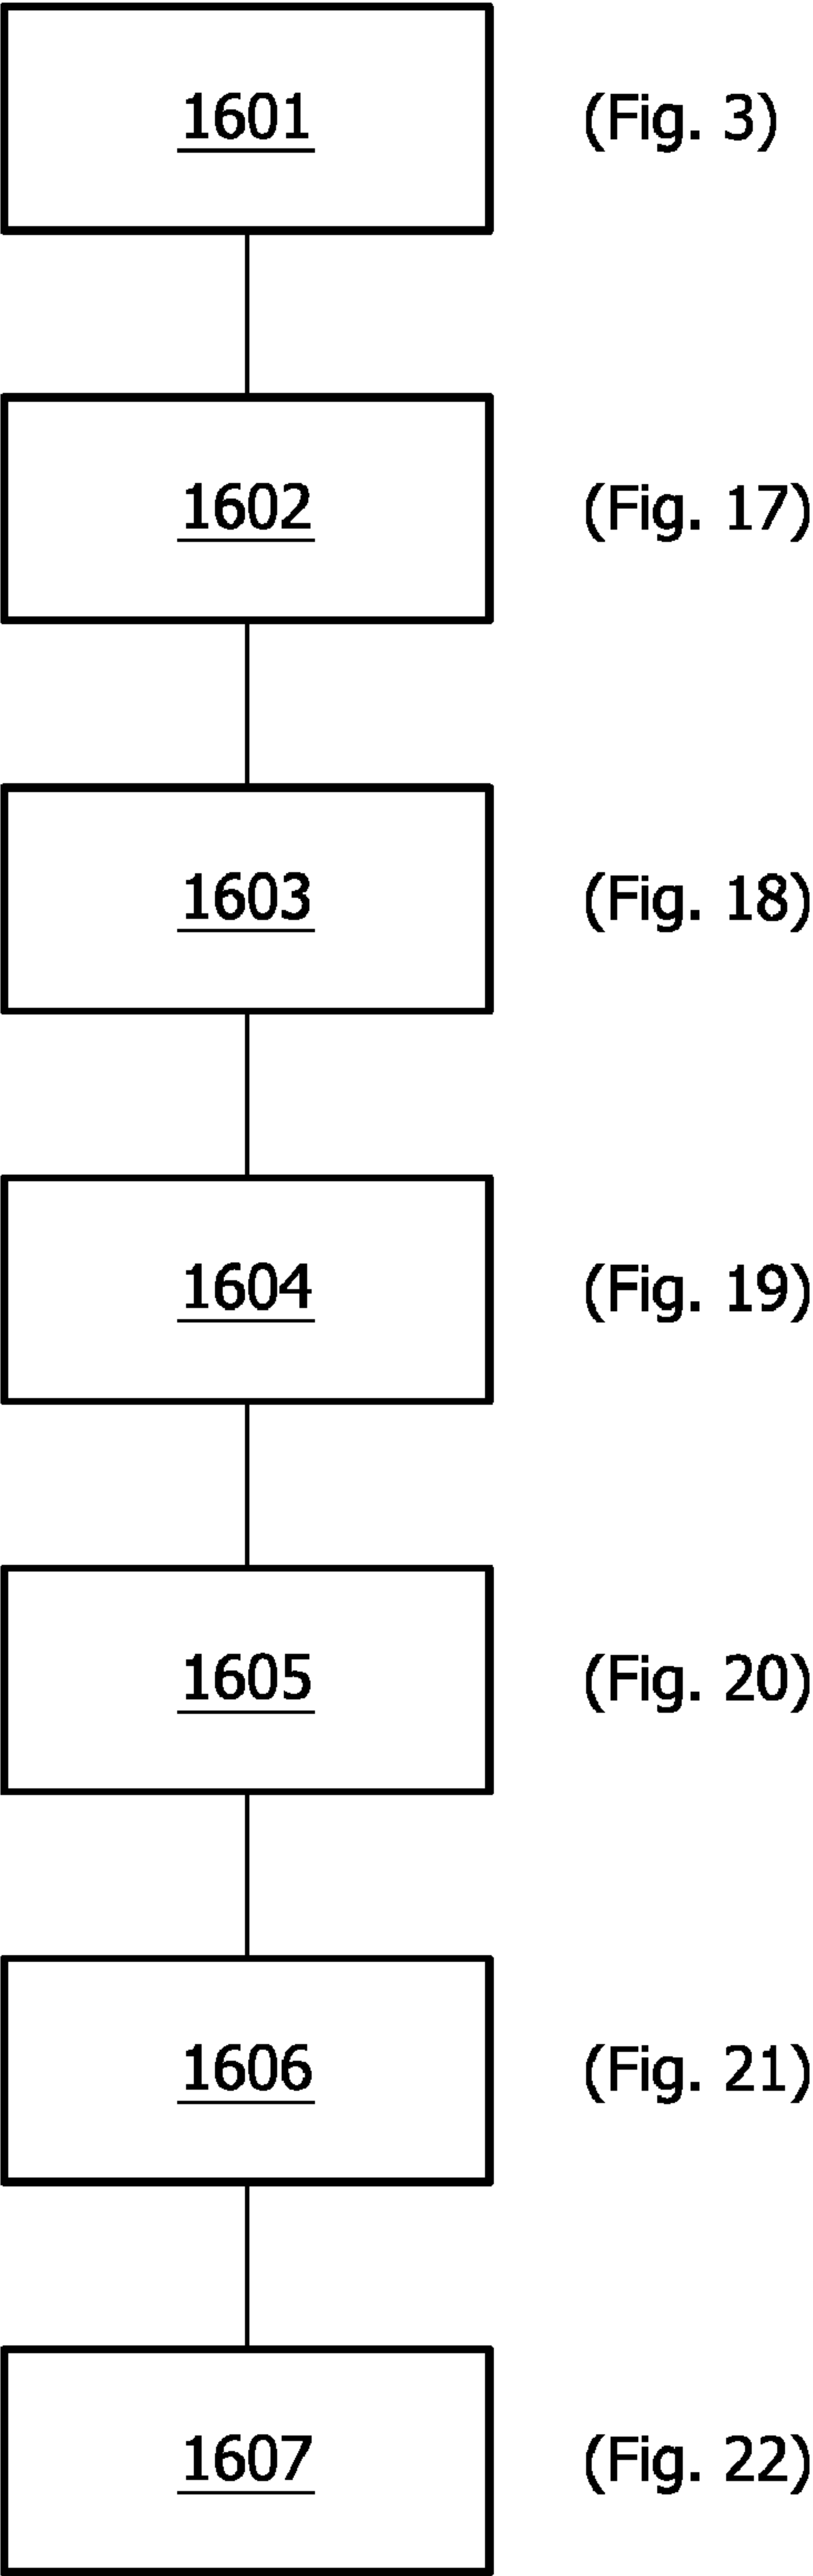 1601 (Fig. 3)
1602 (Fig. 17)
1603 (Fig. 18)
1604 (Fig. 19)
1605 (Fig. 20)
1606 (Fig. 21)
1607 (Fig. 22)